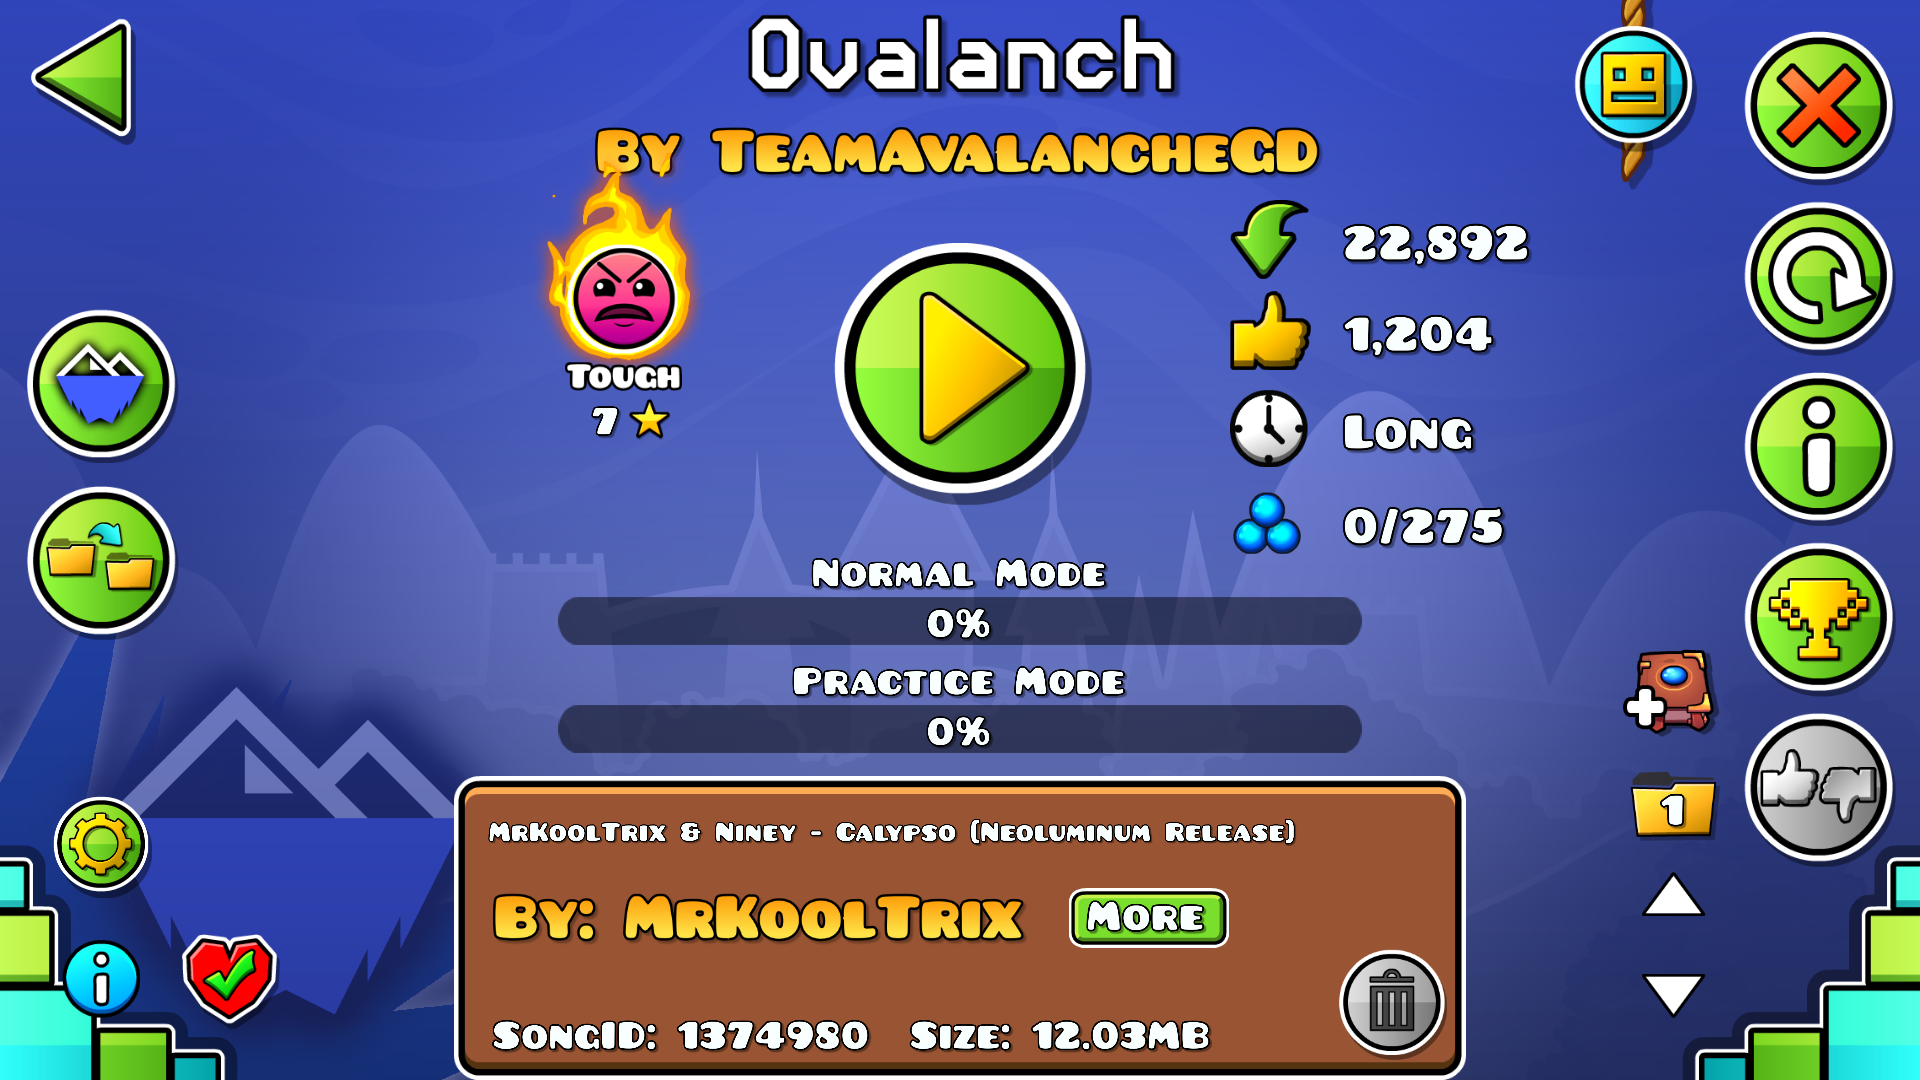 Ovalanch
By TeamAvalancheGD
22,892
1,204
Tough
7
Long
0/275
Normal Mode
0%
Practice Mode
0%
1
MrKoolTrix & Niney - Calypso (Neoluminum Release)
By: MrKoolTrix
More
SongID: 1374980 Size: 12.03MB